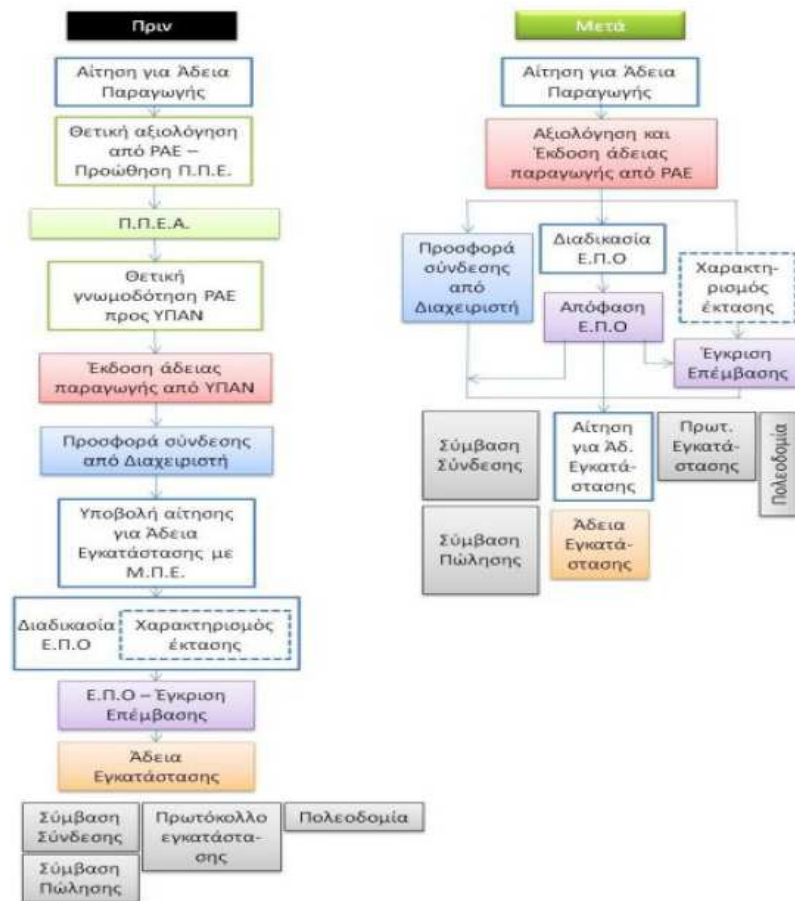 Πριν
Αίτηση για Άδεια
Παραγωγής
Θετική αξιολόγηση
από ΡΑΕ –
Προώθηση Π.Π.Ε.
Π.Π.Ε.Α.
Θετική
γνωμοδότηση ΡΑΕ
προς ΥΠΑΝ
Έκδοση άδειας
παραγωγής από ΥΠΑΝ
Προσφορά σύνδεσης
από Διαχειριστή
Υποβολή αίτησης
για Άδεια
Εγκατάστασης με
Μ.Π.Ε.
Διαδικασία
Ε.Π.Ο
Χαρακτηρισμός
έκτασης
Ε.Π.Ο – Έγκριση
Επέμβασης
Άδεια
Εγκατάστασης
Σύμβαση
Σύνδεσης
Πρωτόκολλο
εγκατάστα-
σης
Πολεοδομία
Σύμβαση
Πώλησης
Μετά
Αίτηση για Άδεια
Παραγωγής
Αξιολόγηση και
Έκδοση άδειας
παραγωγής από ΡΑΕ
Προσφορά
σύνδεσης
από
Διαχειριστή
Διαδικασία
Ε.Π.Ο
Χαρακτη-
ρισμός
έκτασης
Απόφαση
Ε.Π.Ο
Έγκριση
Επέμβασης
Σύμβαση
Σύνδεσης
Αίτηση
για Άδ.
Εγκατά-
στασης
Πρωτ.
Εγκατά-
στασης
Πολεοδομία
Σύμβαση
Πώλησης
Άδεια
Εγκατά-
στασης